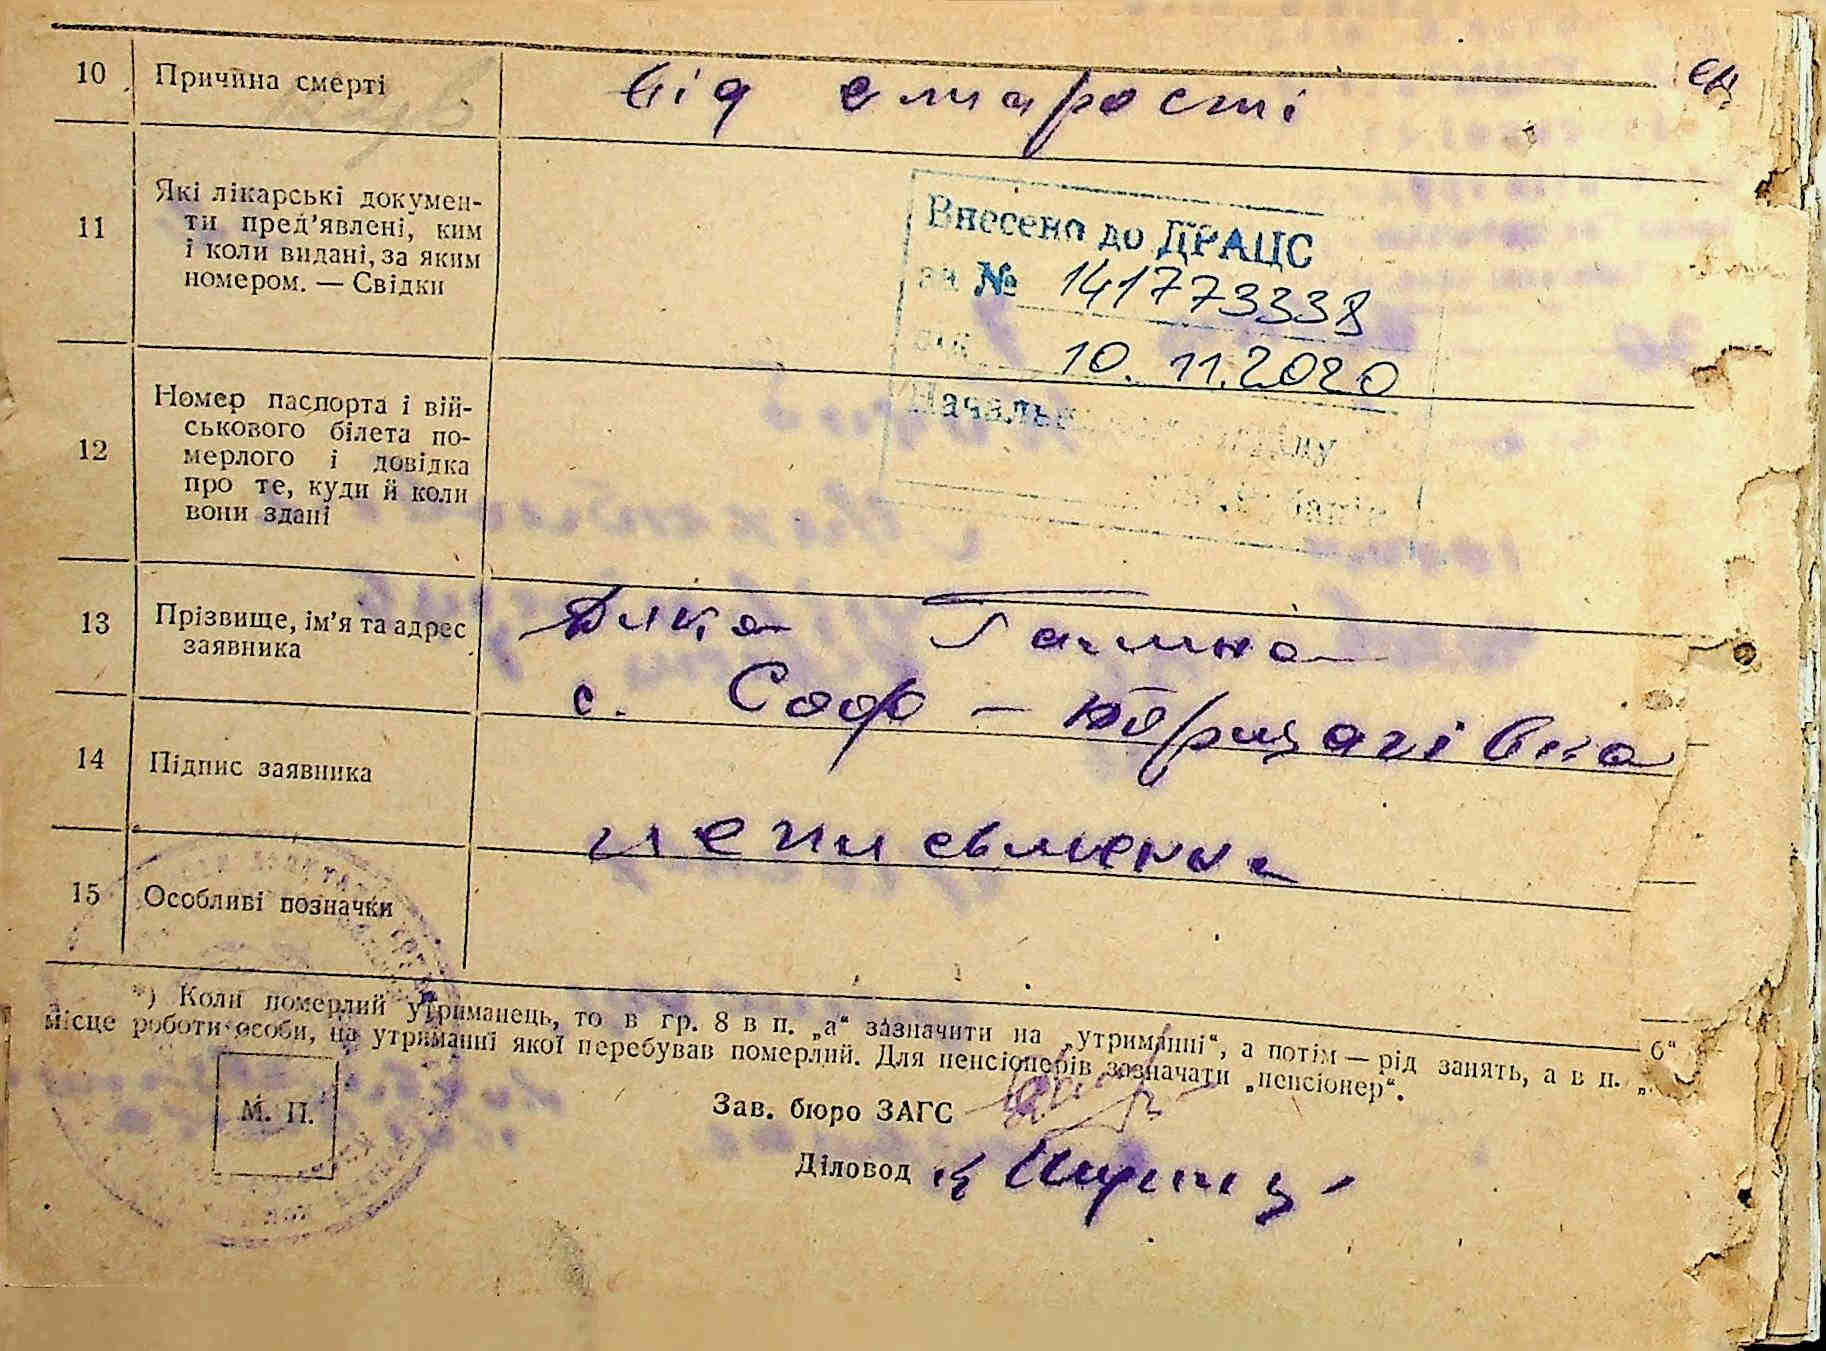 10 Причина смерті від старости
11 Які лікарські докумен-
ти пред’явлені, ким
і коли видані, за яким
номером. — Свідки
Внесено до ДРАЦС
за № 141773338
10.11.2020
12 Номер паспорта і вій-
ськового білета по-
мерлого і довідка
про те, куди й коли
вони здані
13 Прізвище, ім’я та адрес
заявника
Галина
с. Соф – Борщагівка
14 Підпис заявника
неписьменна
15 Особливі позначки
*) Коли померлий утриманець, то в гр. 8 в п. „а“ зазначити на „утриманні“, а потім — рід занять, а в п. „б“
місце роботи особи, на утриманні якої перебував померлий. Для пенсіонерів зазначати „пенсіонер“.
М. П.
Зав. бюро ЗАГС
Діловод